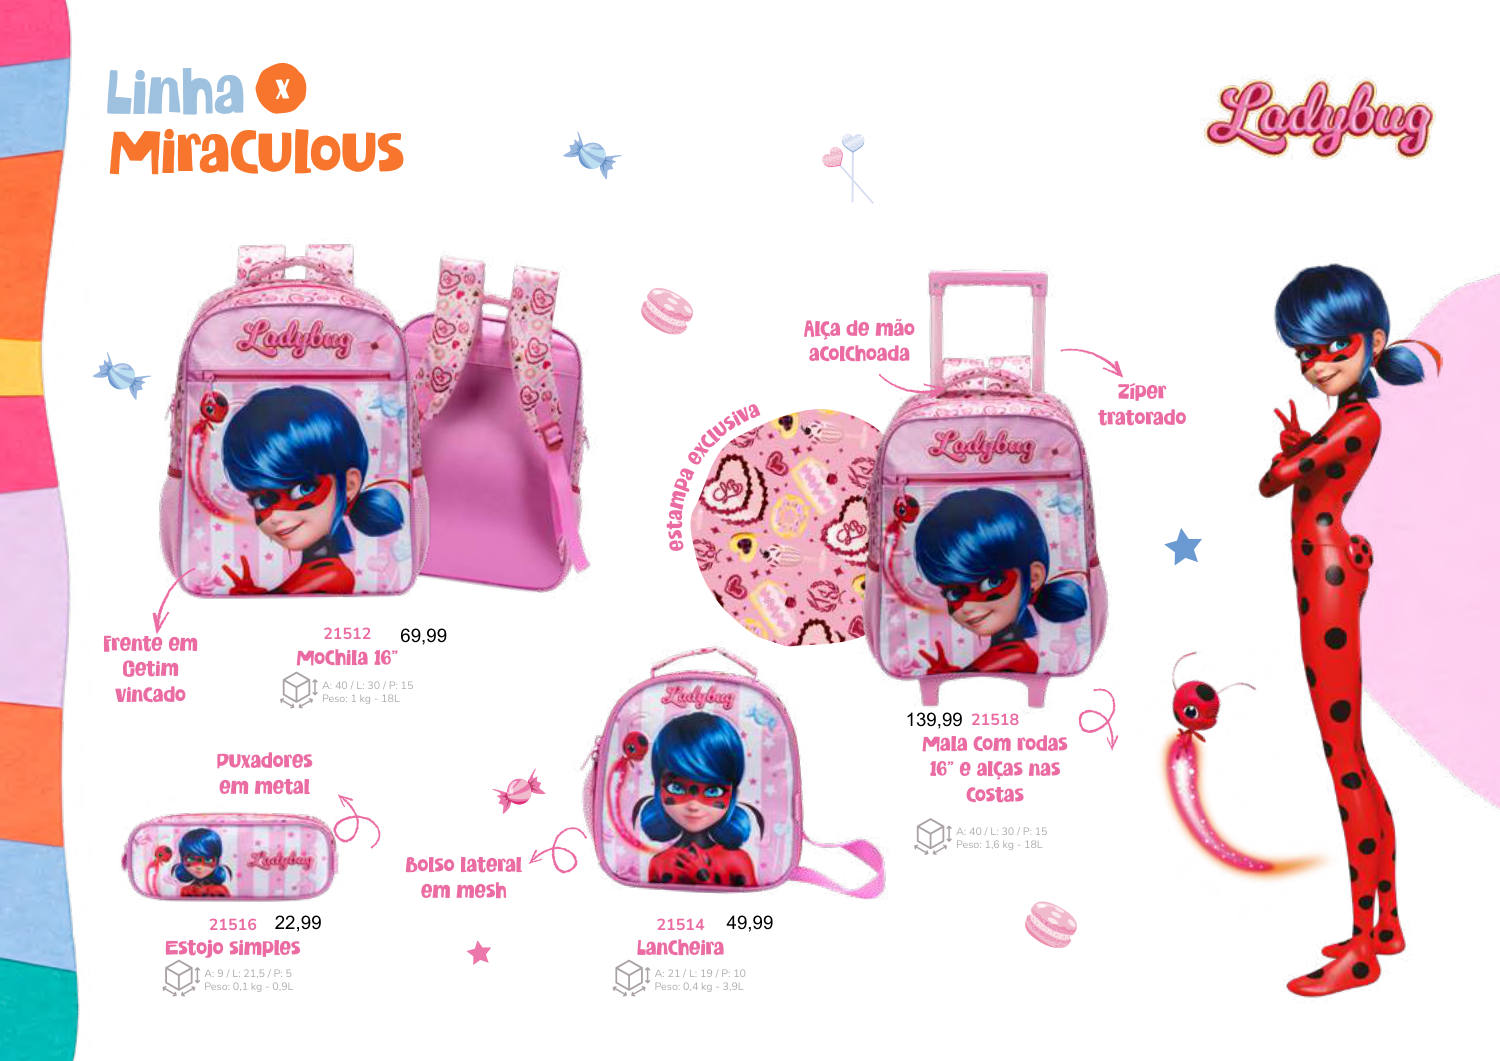 Linha x
Miraculous
Ladybug
Ladybug
Alça de mão
acolchoada
Zíper
tratorado
estampa exclusiva
Ladybug
Frente em
Cetim
vincado
21512 69,99
Mochila 16”
A: 40 / L: 30 / P: 15
Peso: 1 kg - 18L
Ladybug
139,99 21518
Mala com rodas
16” e alças nas
costas
A: 40 / L: 30 / P: 15
Peso: 1,6 kg - 18L
Puxadores
em metal
Ladybug
Bolso lateral
em mesh
21516 22,99
Estojo simples
A: 9 / L: 21,5 / P: 5
Peso: 0,1 kg - 0,9L
21514 49,99
Lancheira
A: 21 / L: 19 / P: 10
Peso: 0,4 kg - 3,9L